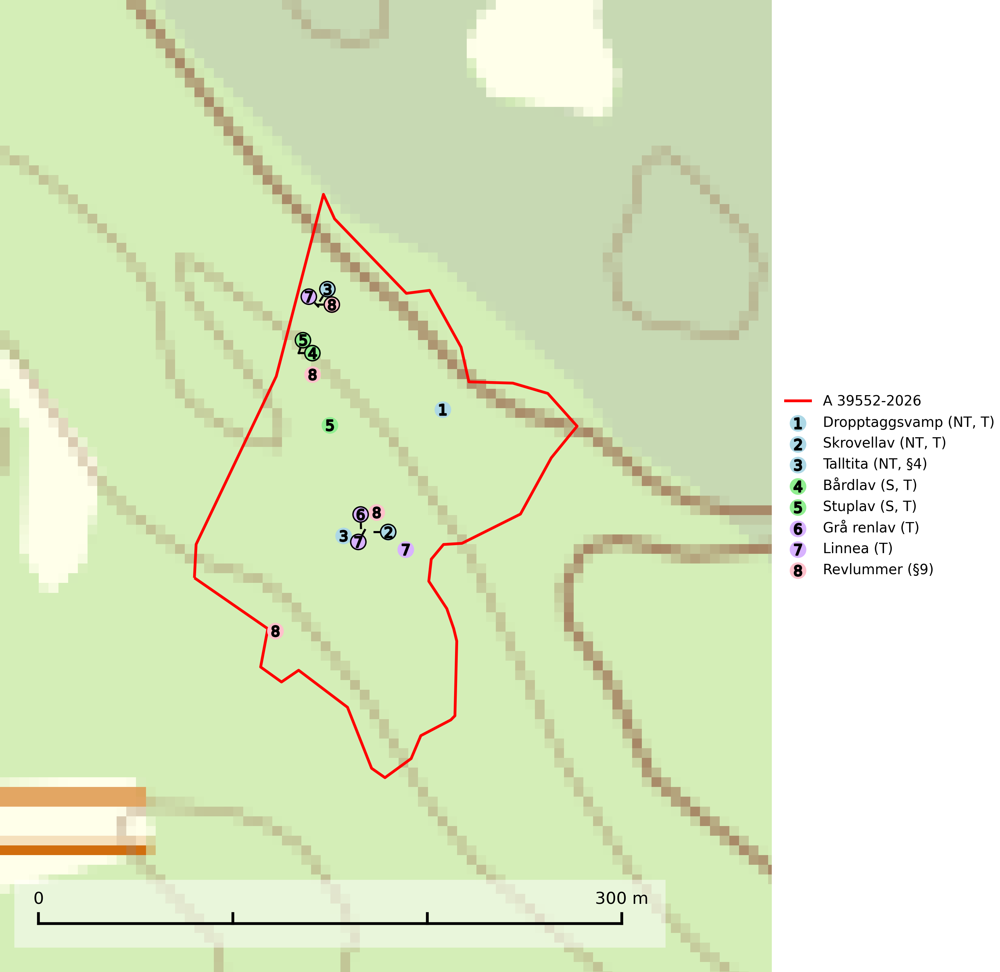 3
7
8
5
4
8
1
5
6 8
3 7 2
7
8
0 300 m
A 39552-2026
1 Dropptaggsvamp (NT, T)
2 Skrovellav (NT, T)
3 Talltita (NT, §4)
4 Bårdlav (S, T)
5 Stuplav (S, T)
6 Grå renlav (T)
7 Linnea (T)
8 Revlummer (§9)